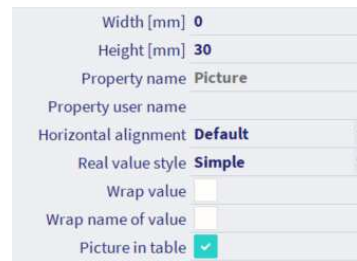 Width [mm] 0
Height [mm] 30
Property name Picture
Property user name
Horizontal alignment Default
Real value style Simple
Wrap value
Wrap name of value
Picture in table